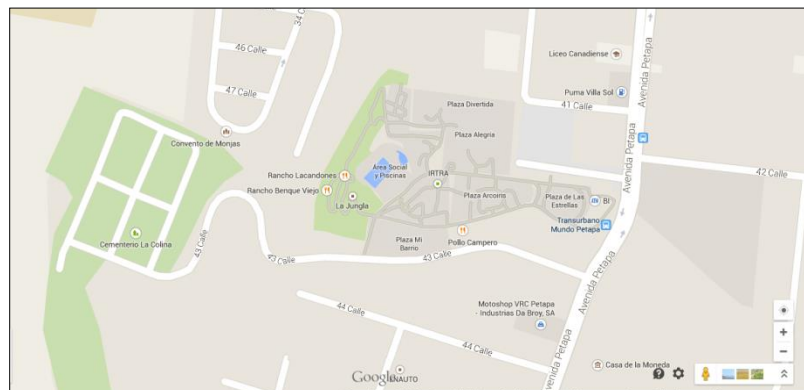 34 Calle
46 Calle
47 Calle
Convento de Monjas
Cementerio La Colina
43 Calle
43 Calle
43 Calle
Rancho Lacandones
Rancho Benque Viejo
La Jungla
Área Social
y Piscinas
IRTRA
Plaza Divertida
Plaza Alegria
Plaza Arcoiris
Plaza de Las
Estrellas
BI
Transurbano
Mundo Petapa
Plaza Mi
Barrio
Pollo Campero
Liceo Canadiense
Puma Villa Sol
41 Calle
42 Calle
Avenida Petapa
Avenida Petapa
Avenida Petapa
Avenida Petapa
44 Calle
44 Calle
Motoshop VRC Petapa
- Industrias Da Broy, SA
Casa de la Moneda
Google